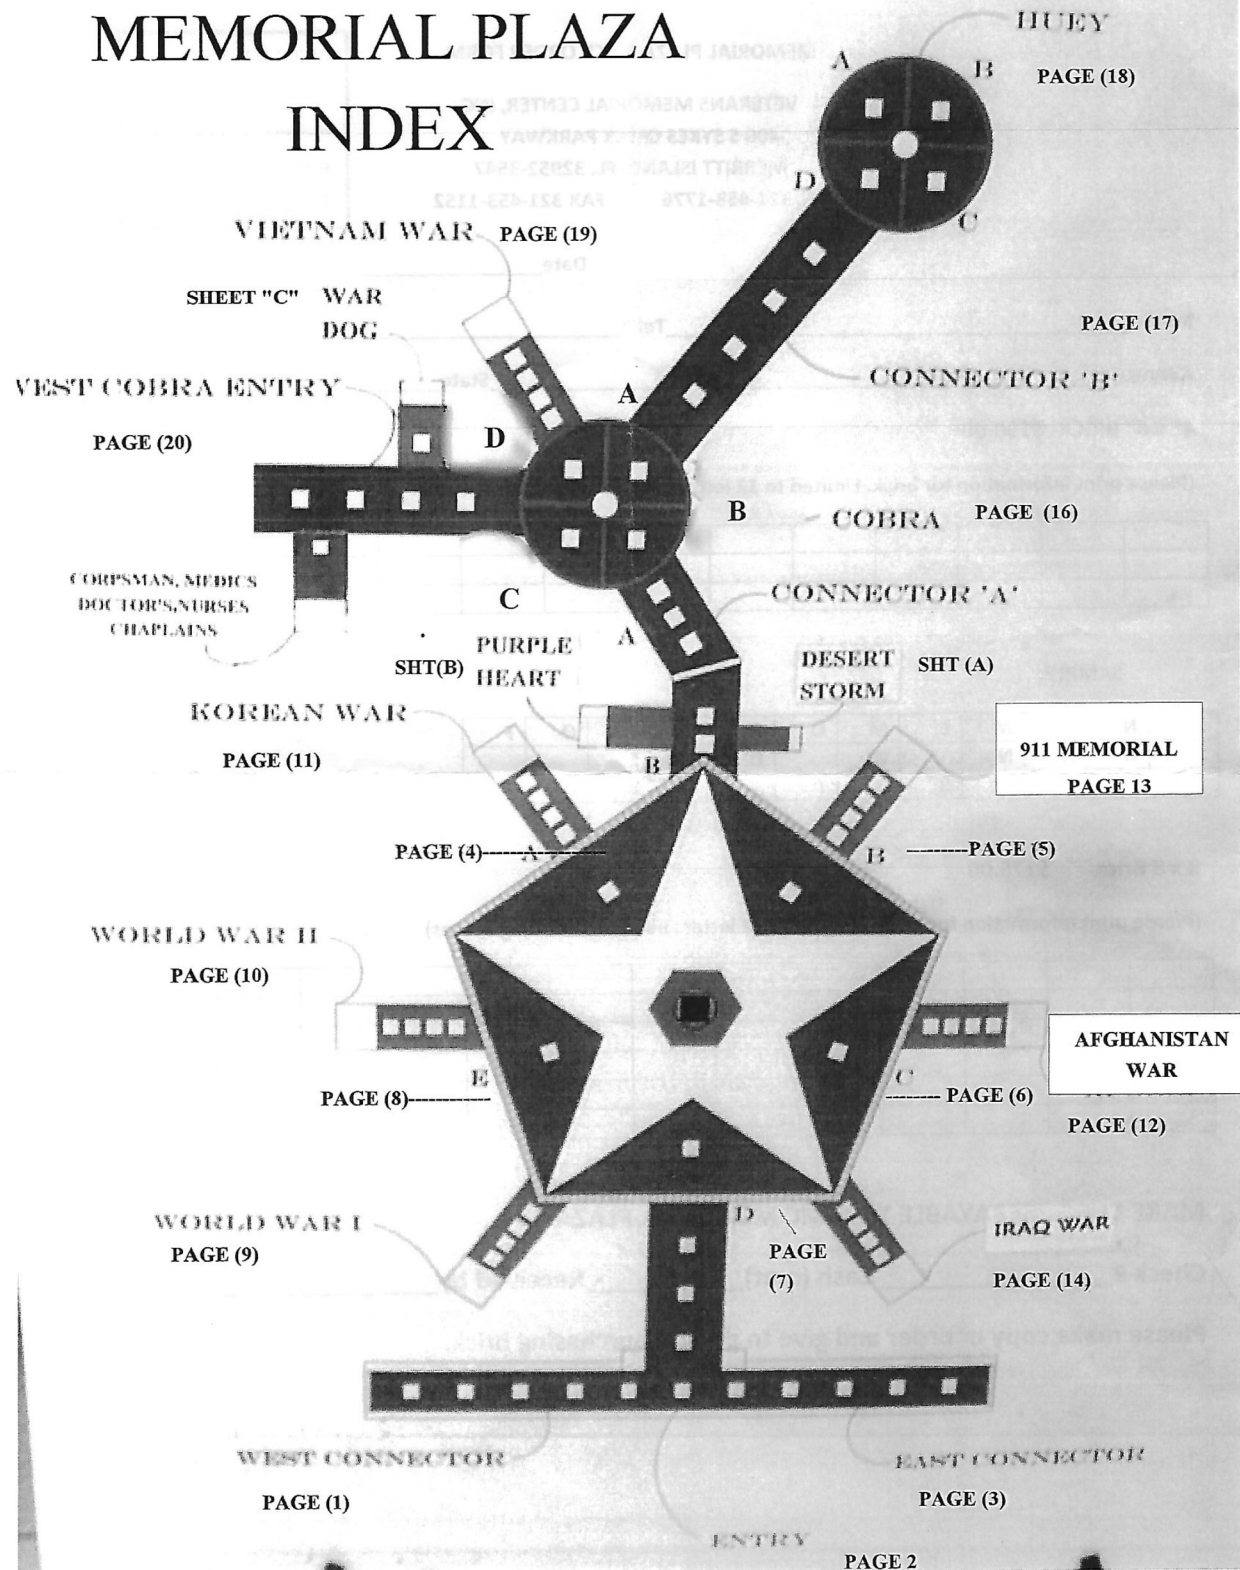 MEMORIAL PLAZA
INDEX
HUEY
PAGE (18)
A
B
D
C
VIETNAM WAR PAGE (19)
SHEET "C" WAR
DOG
PAGE (17)
CONNECTOR 'B'
VEST COBRA ENTRY
PAGE (20)
A
D
B
C
COBRA PAGE (16)
CORPSMAN, MEDICS
DOCTOR'S,NURSES
CHAPLAINS
CONNECTOR 'A'
A
SHT(B) PURPLE
HEART
DESERT
STORM
SHT (A)
KOREAN WAR
PAGE (11)
B
911 MEMORIAL
PAGE 13
PAGE (4)
A
B
PAGE (5)
WORLD WAR II
PAGE (10)
AFGHANISTAN
WAR
E
C
PAGE (8)
PAGE (6)
PAGE (12)
WORLD WAR I
PAGE (9)
D
PAGE
(7)
IRAQ WAR
PAGE (14)
WEST CONNECTOR
PAGE (1)
EAST CONNECTOR
PAGE (3)
ENTRY
PAGE 2